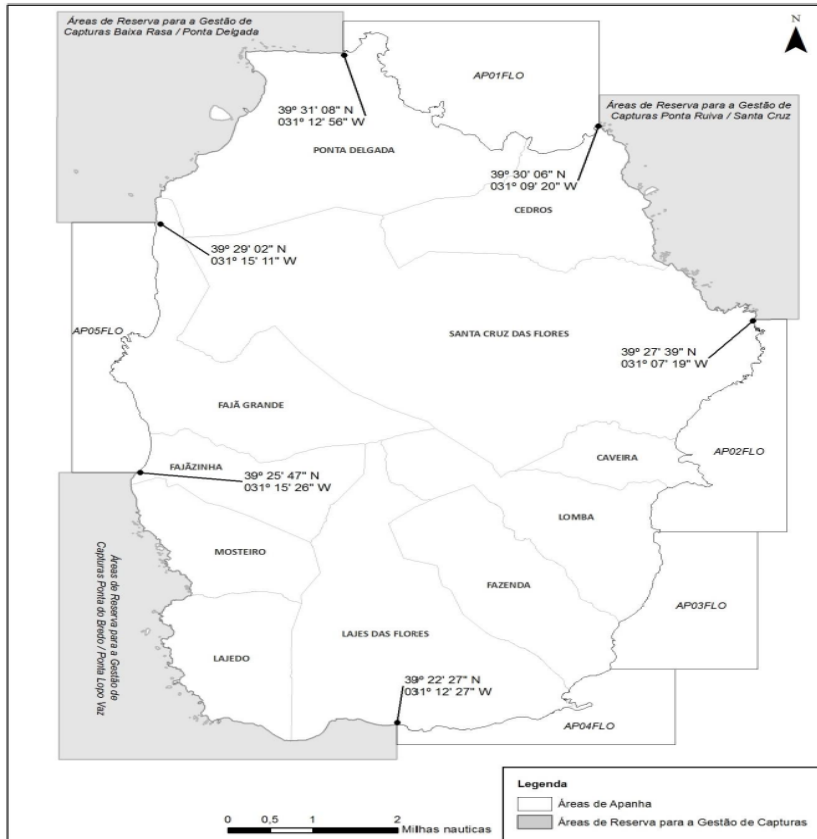 Áreas de Reserva para a Gestão de
Capturas Baixa Rasa / Ponta Delgada
N
AP01FLO
Áreas de Reserva para a Gestão de
Capturas Ponta Ruiva / Santa Cruz
39º 31' 08" N
031º 12' 56" W
PONTA DELGADA
39º 30' 06" N
031º 09' 20" W
CEDROS
39º 29' 02" N
031º 15' 11" W
AP05FLO
SANTA CRUZ DAS FLORES
39º 27' 39" N
031º 07' 19" W
FAJÃ GRANDE
CAVEIRA
AP02FLO
FAJÃZINHA
39º 25' 47" N
031º 15' 26" W
LOMBA
MOSTEIRO
Áreas de Reserva para a Gestão de
Capturas Ponta do Bredo / Ponta Lopo Vaz
FAZENDA
AP03FLO
LAJES DAS FLORES
LAJEDO
39º 22' 27" N
031º 12' 27" W
AP04FLO
Legenda
Áreas de Apanha
Áreas de Reserva para a Gestão de Capturas
0 0,5 1 2
Milhas nauticas